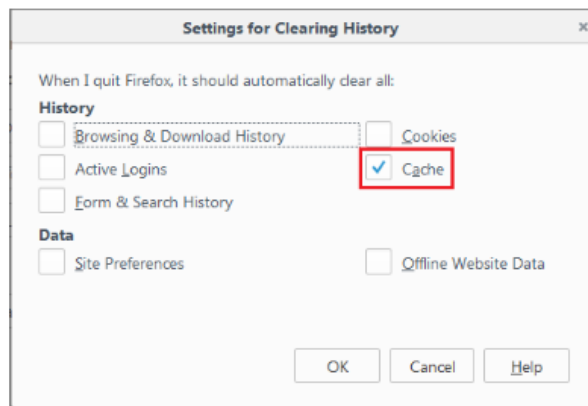 Settings for Clearing History
When I quit Firefox, it should automatically clear all:
History
Browsing & Download History Cookies
Active Logins Cache
Form & Search History
Data
Site Preferences Offline Website Data
OK Cancel Help